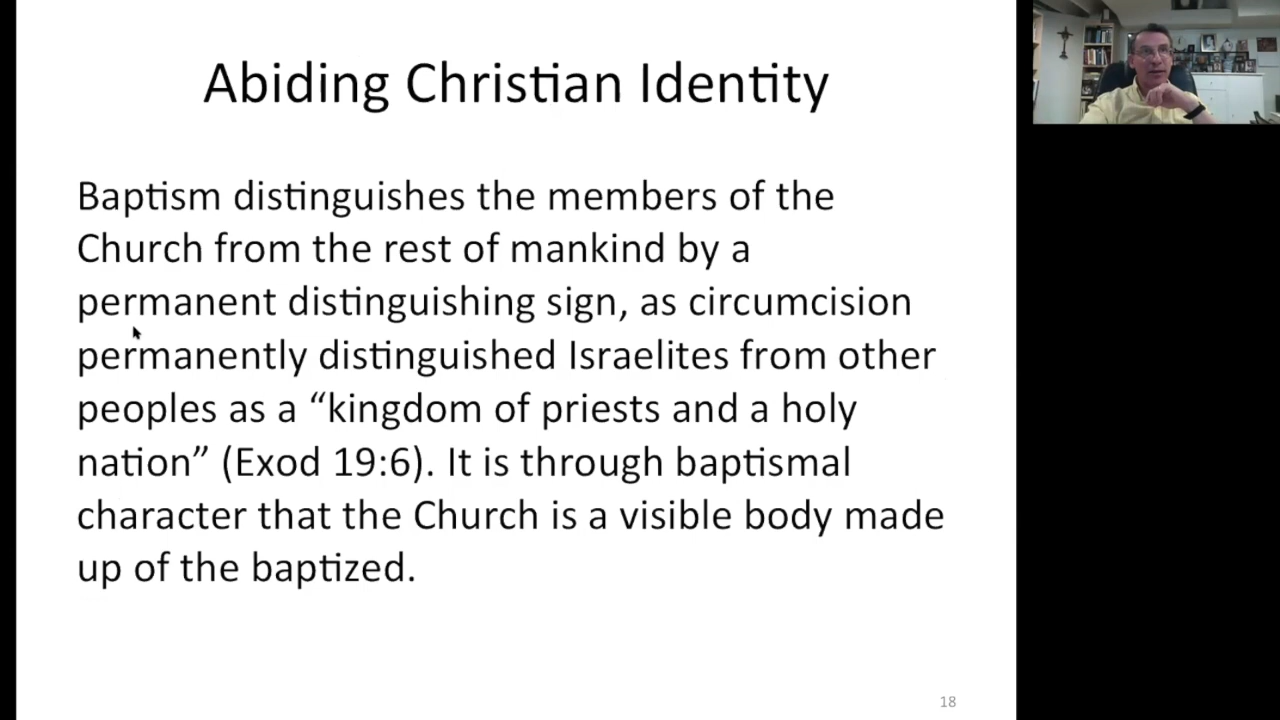 Abiding Christian Identity
Baptism distinguishes the members of the
Church from the rest of mankind by a
permanent distinguishing sign, as circumcision
permanently distinguished Israelites from other
peoples as a “kingdom of priests and a holy
nation” (Exod 19:6). It is through baptismal
character that the Church is a visible body made
up of the baptized.
18